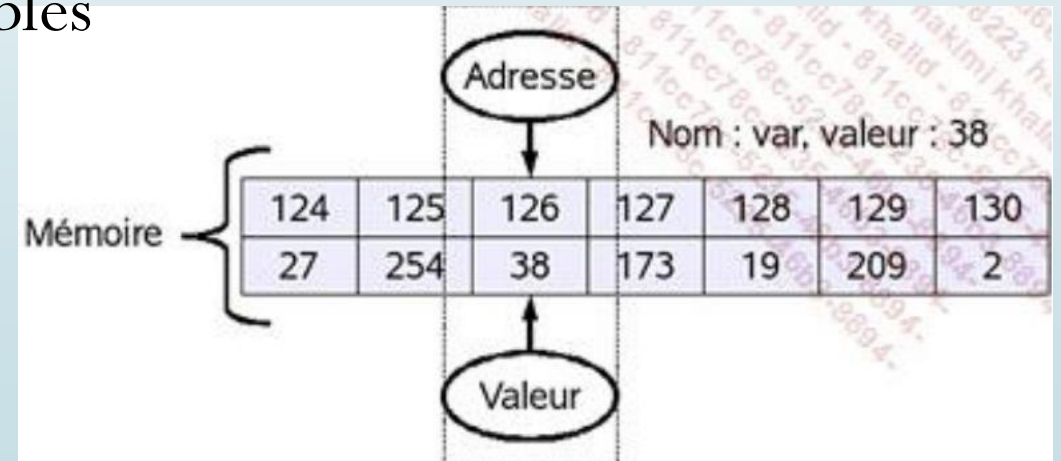 bles
Adresse
Nom : var, valeur : 38
Mémoire
124 125 126 127 128 129 130
27 254 38 173 19 209 2
Valeur